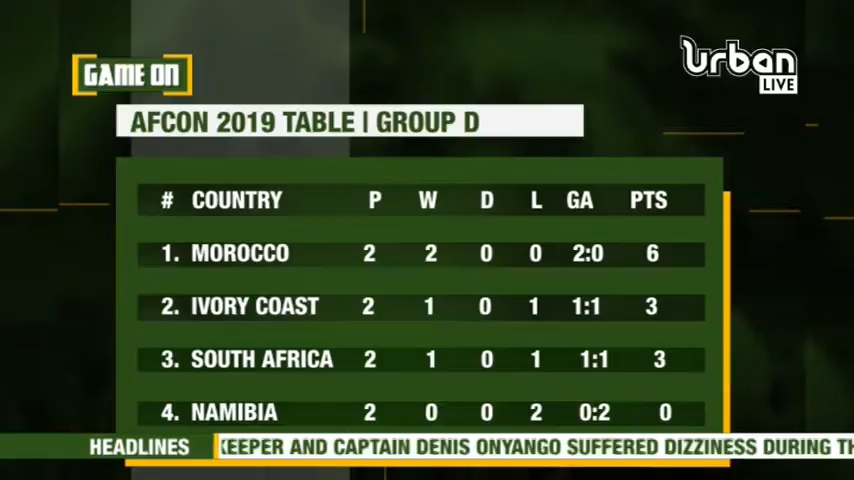 GAME ON
Urban
LIVE
AFCON 2019 TABLE | GROUP D
# COUNTRY P W D L GA PTS
1. MOROCCO 2 2 0 0 2:0 6
2. IVORY COAST 2 1 0 1 1:1 3
3. SOUTH AFRICA 2 1 0 1 1:1 3
4. NAMIBIA 2 0 0 2 0:2 0
HEADLINES KEEPER AND CAPTAIN DENIS ONYANGO SUFFERED DIZZINESS DURING TH